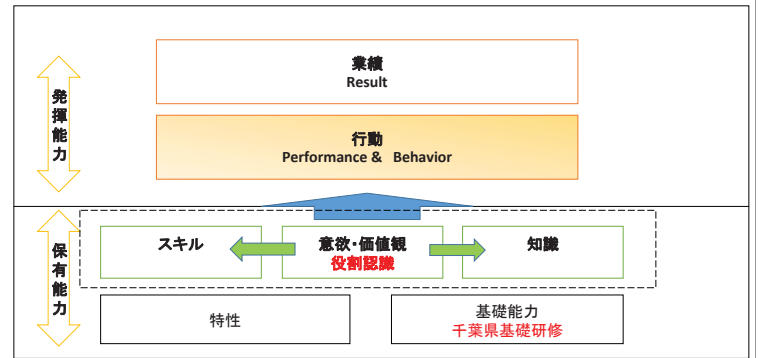 業績
Result
発揮能力
行動
Performance & Behavior
保有能力
スキル
意欲・価値観
役割認識
知識
特性
基礎能力
千葉県基礎研修